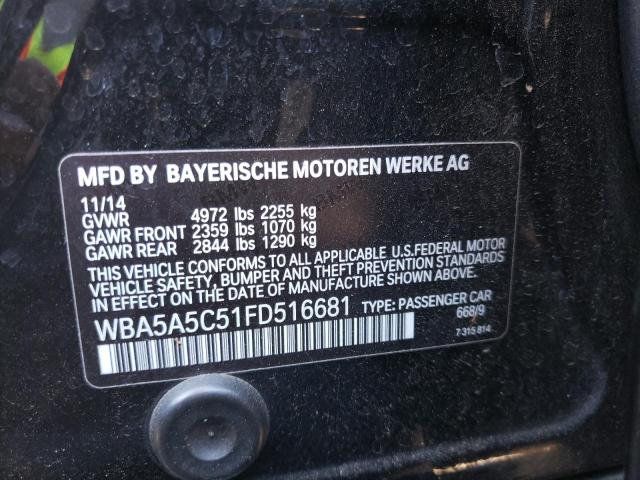 MFD BY BAYERISCHE MOTOREN WERKE AG
11/14
GVWR 4972 lbs 2255 kg
GAWR FRONT 2359 lbs 1070 kg
GAWR REAR 2844 lbs 1290 kg
THIS VEHICLE CONFORMS TO ALL APPLICABLE U.S.FEDERAL MOTOR
VEHICLE SAFETY, BUMPER AND THEFT PREVENTION STANDARDS
IN EFFECT ON THE DATE OF MANUFACTURE SHOWN ABOVE.
WBA5A5C51FD516681 TYPE: PASSENGER CAR
668/9
7 315 814